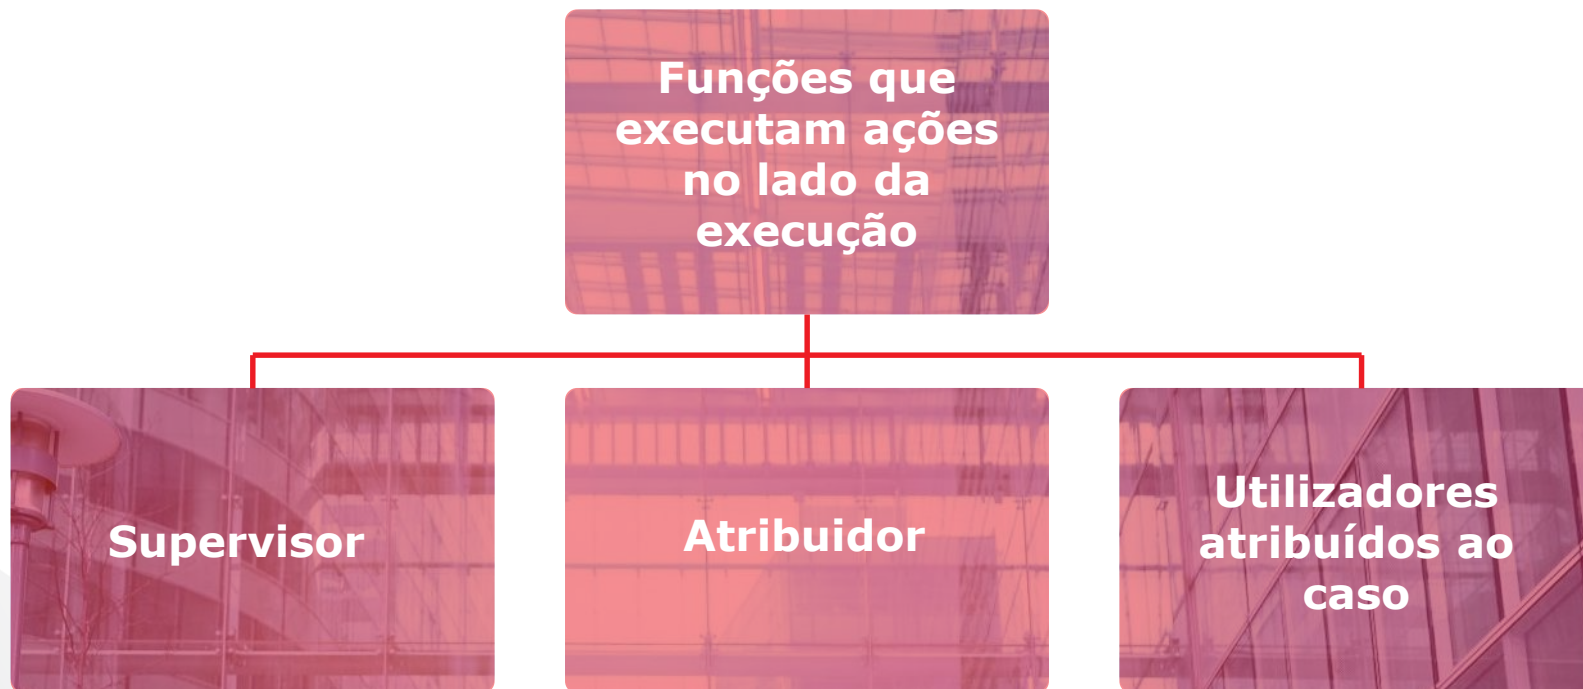 Funções que
executam ações
no lado da
execução
Supervisor
Atribuidor
Utilizadores
atribuídos ao
caso